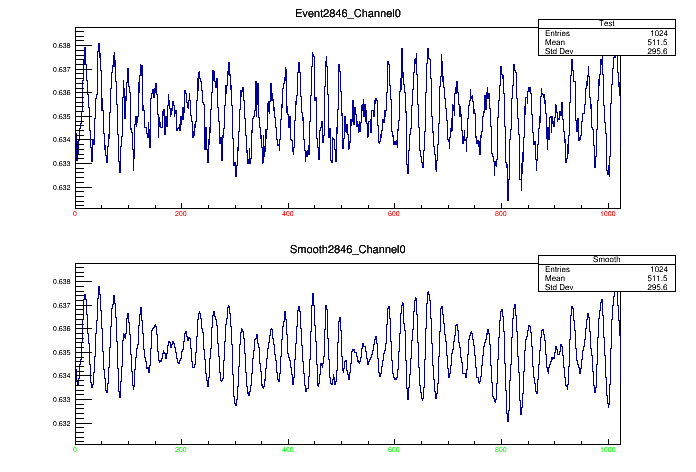 Event2846_Channel0
Test
Entries 1024
Mean 511.5
Std Dev 295.6
0.638
0.637
0.636
0.635
0.634
0.633
0.632
0 200 400 600 800 1000
Smooth2846_Channel0
Smooth
Entries 1024
Mean 511.5
Std Dev 295.6
0.638
0.637
0.636
0.635
0.634
0.633
0.632
0 200 400 600 800 1000